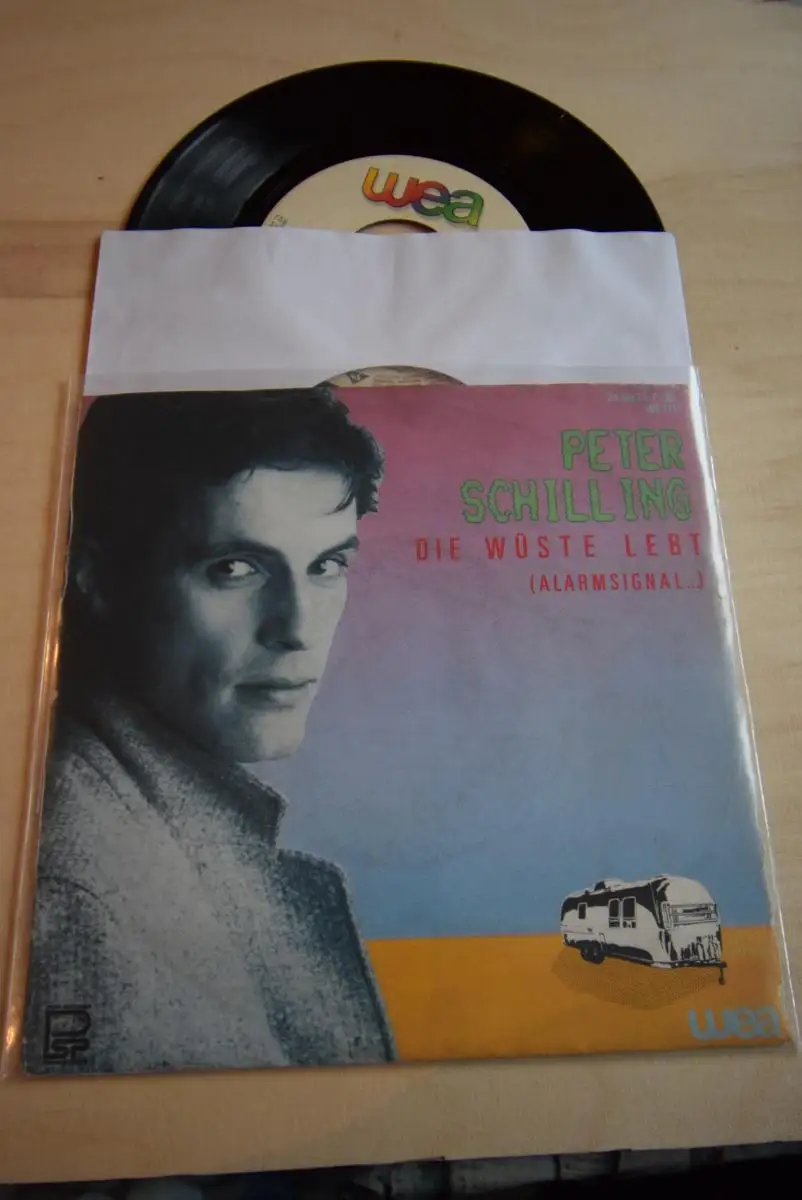 wea
PETER
SCHILLING
DIE WÜSTE LEBT
(ALARMSIGNAL...)
wea